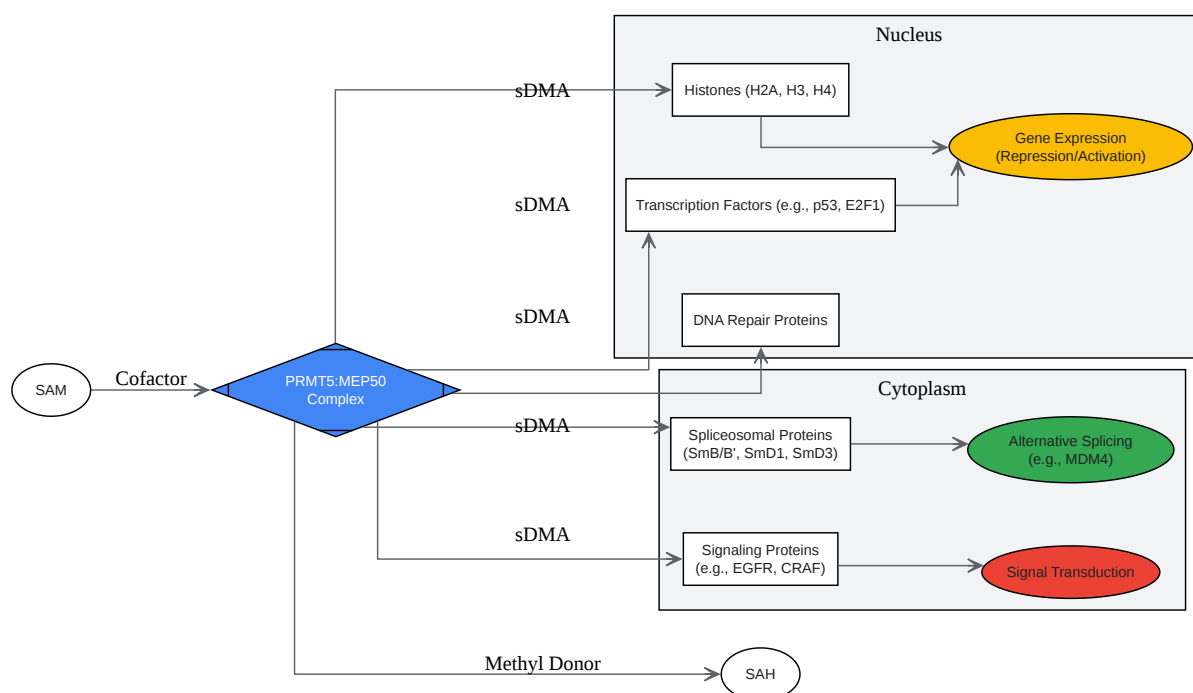 Nucleus
sDMA
Histones (H2A, H3, H4)
Gene Expression
(Repression/Activation)
sDMA
Transcription Factors (e.g., p53, E2F1)
sDMA
DNA Repair Proteins
SAM
Cofactor
PRMT5:MEP50
Complex
Cytoplasm
sDMA
Spliceosomal Proteins
(SmB/B', SmD1, SmD3)
Alternative Splicing
(e.g., MDM4)
sDMA
Signaling Proteins
(e.g., EGFR, CRAF)
Signal Transduction
Methyl Donor
SAH